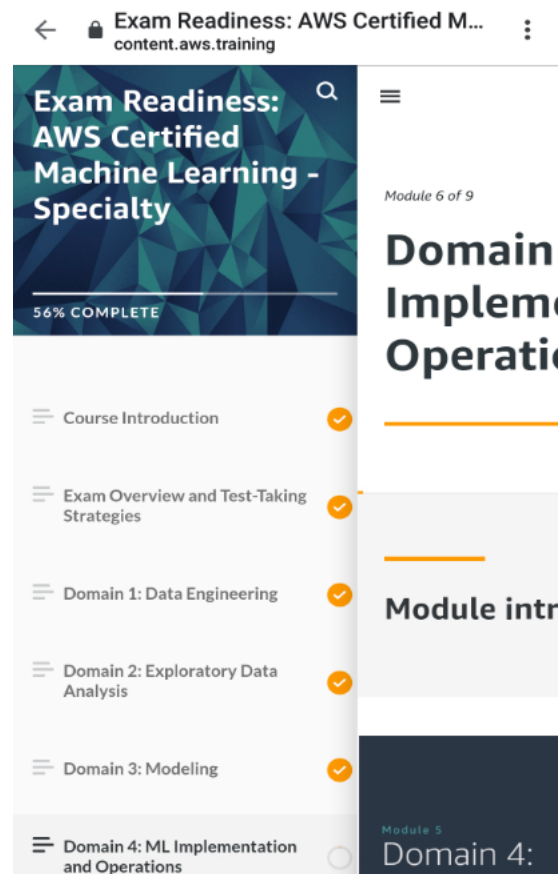 Exam Readiness: AWS Certified M...
content.aws.training
Exam Readiness:
AWS Certified
Machine Learning -
Specialty
56% COMPLETE
Course Introduction
Exam Overview and Test-Taking
Strategies
Domain 1: Data Engineering
Domain 2: Exploratory Data
Analysis
Domain 3: Modeling
Domain 4: ML Implementation
and Operations
Module 6 of 9
Domain
Impleme
Operatio
Module intr
Module 5
Domain 4: